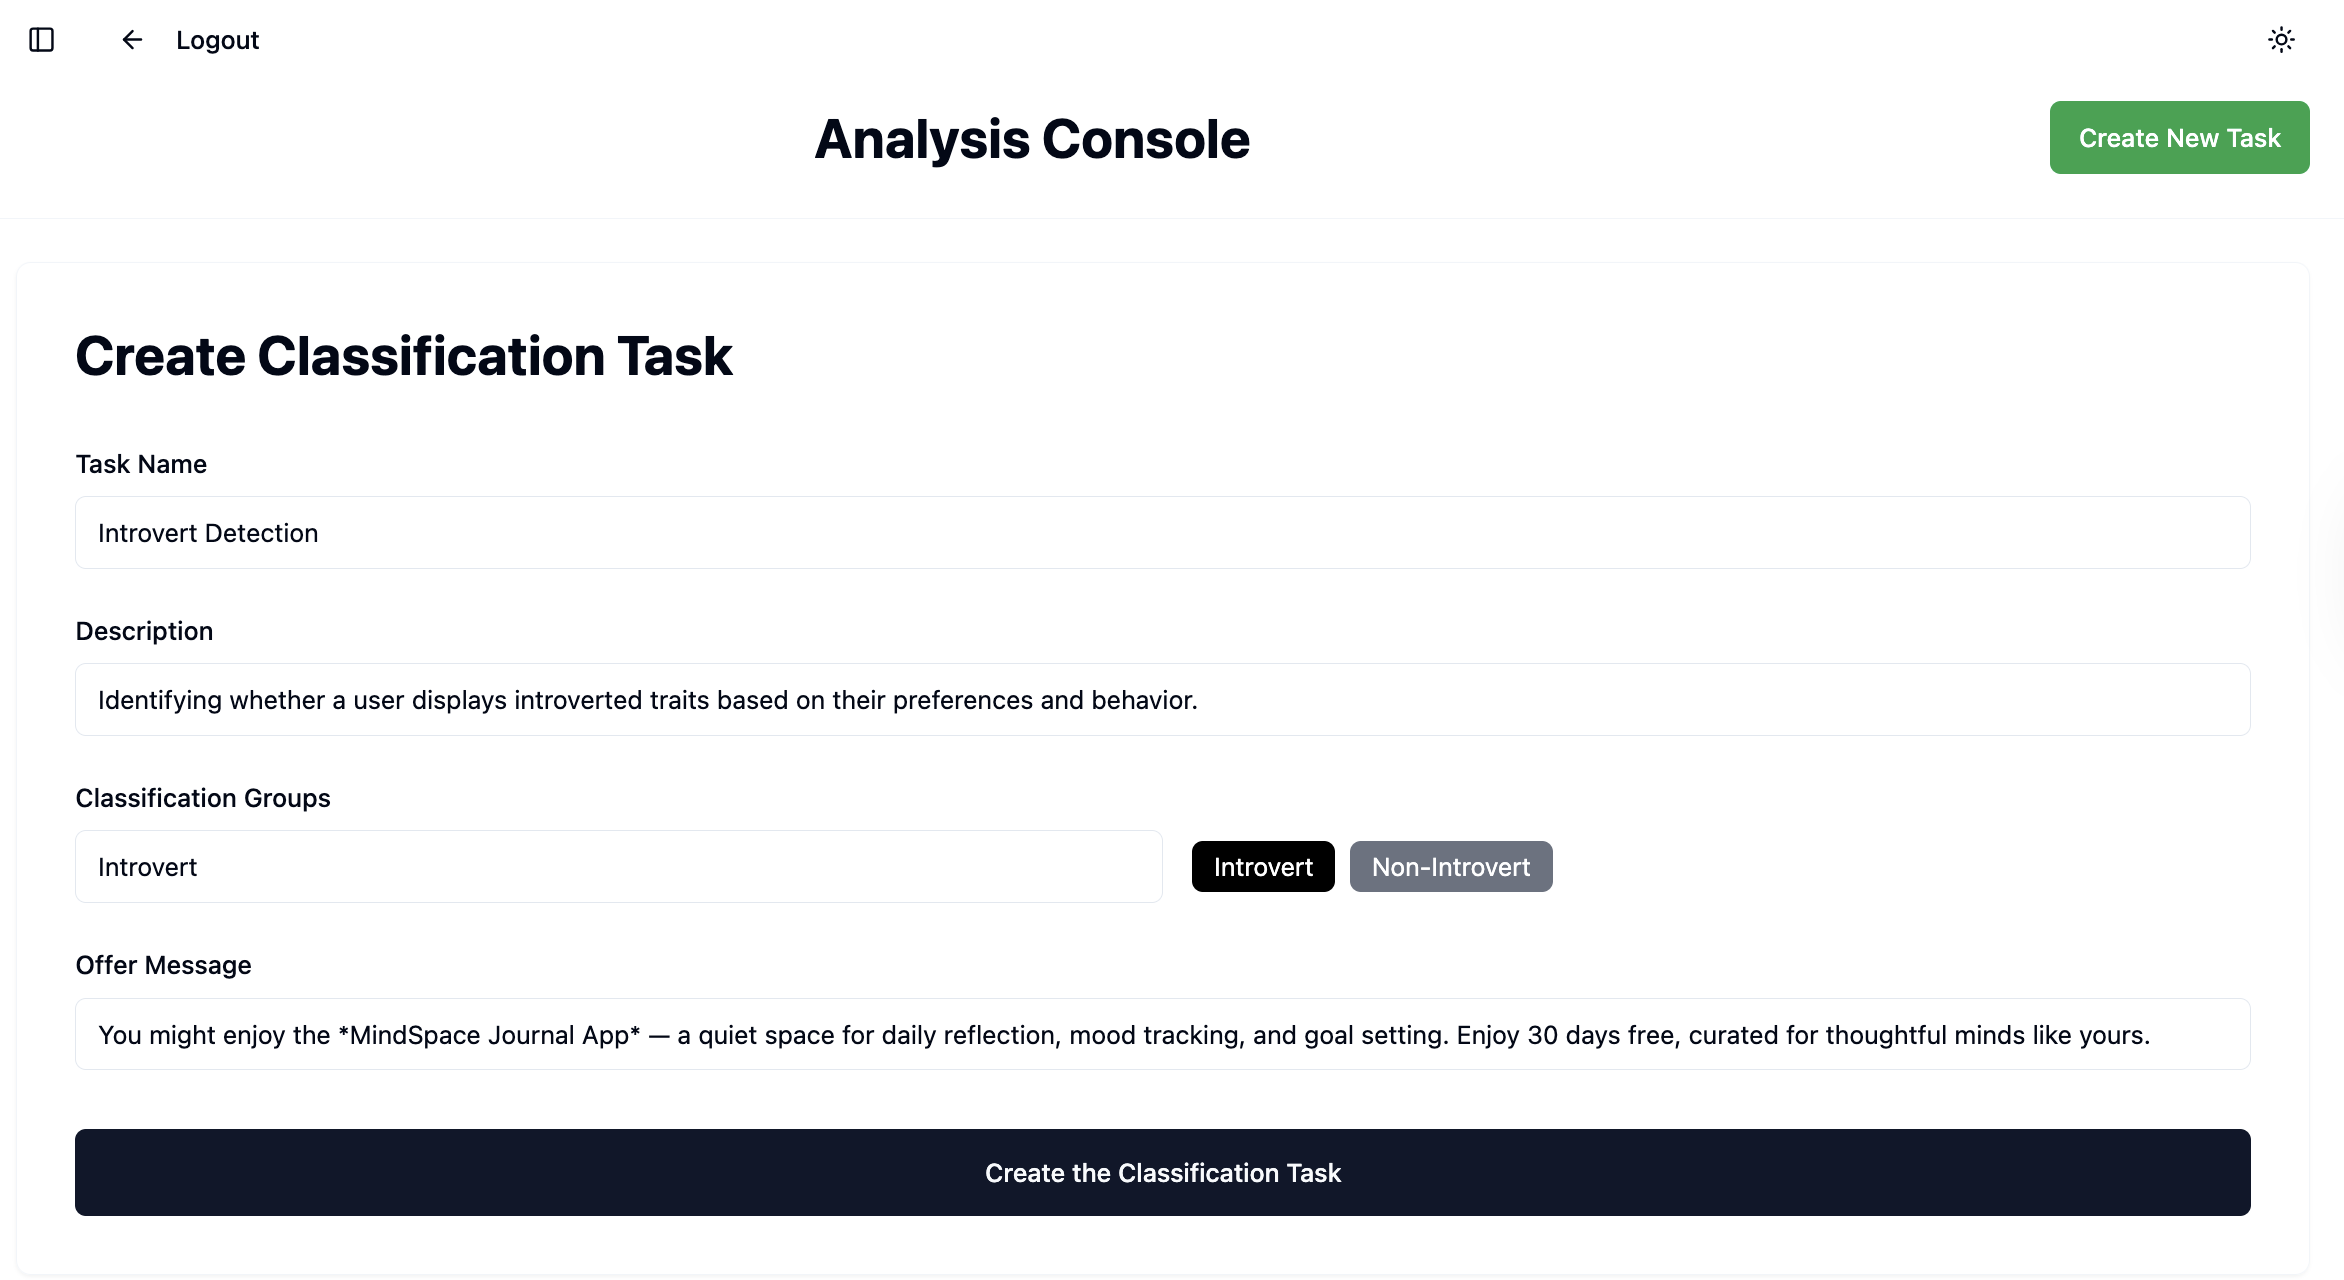 Logout
Analysis Console
Create New Task
Create Classification Task
Task Name
Introvert Detection
Description
Identifying whether a user displays introverted traits based on their preferences and behavior.
Classification Groups
Introvert
Introvert
Non-Introvert
Offer Message
You might enjoy the *MindSpace Journal App* — a quiet space for daily reflection, mood tracking, and goal setting. Enjoy 30 days free, curated for thoughtful minds like yours.
Create the Classification Task